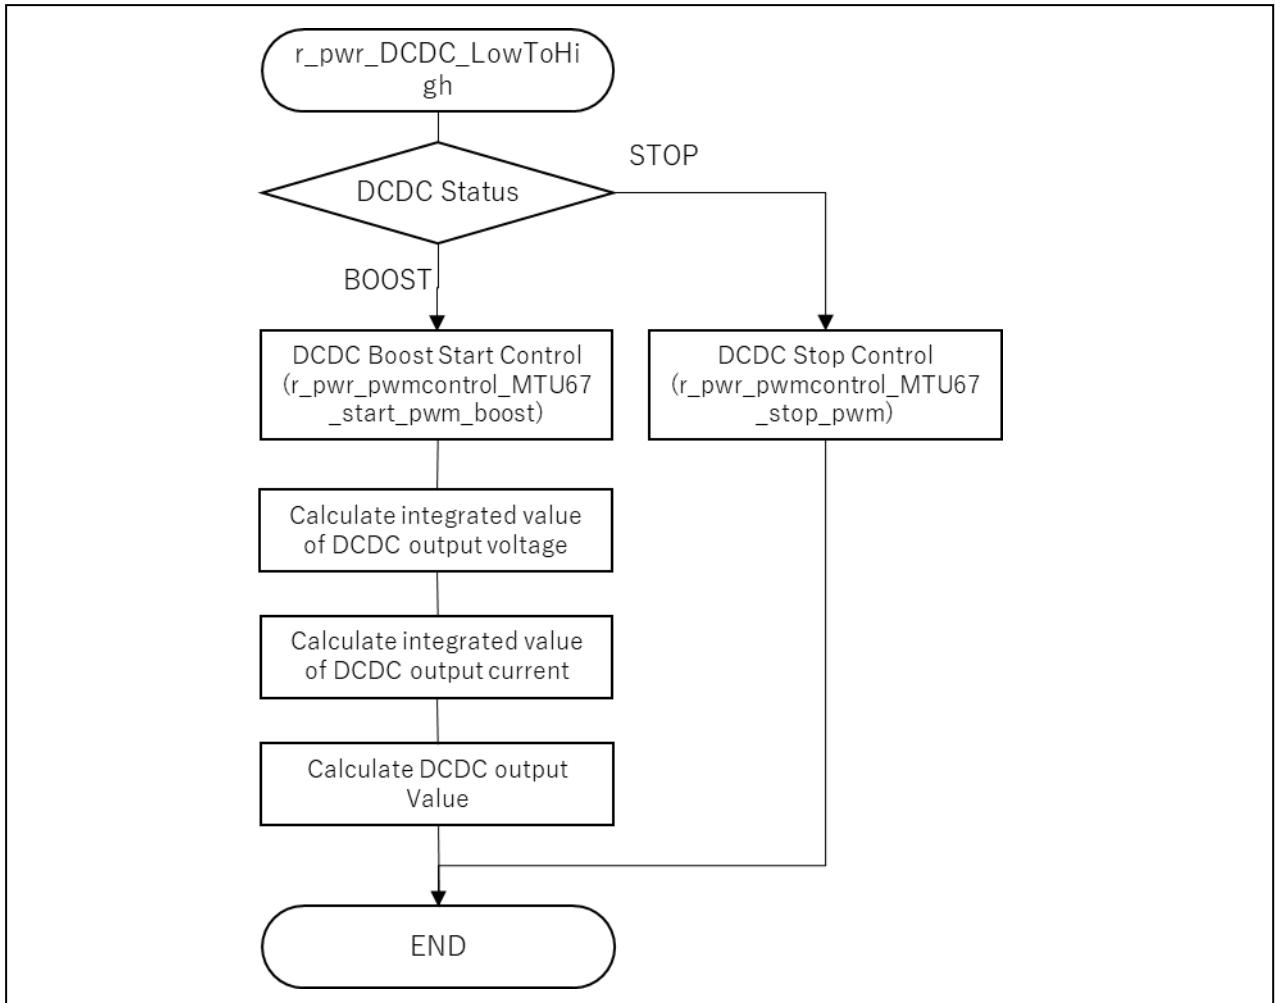 r_pwr_DCDC_LowToHi
gh
STOP
DCDC Status
BOOST
DCDC Boost Start Control
(r_pwr_pwmcontrol_MTU67
_start_pwm_boost)
DCDC Stop Control
(r_pwr_pwmcontrol_MTU67
_stop_pwm)
Calculate integrated value
of DCDC output voltage
Calculate integrated value
of DCDC output current
Calculate DCDC output
Value
END